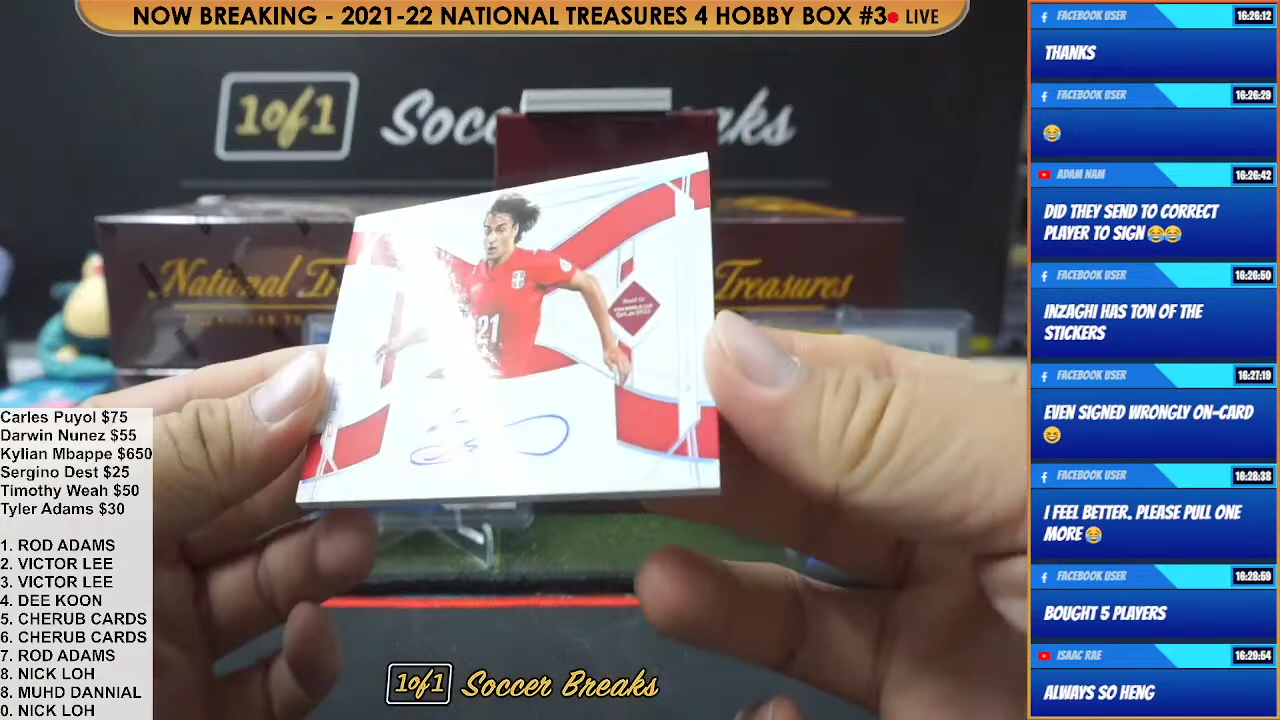 NOW BREAKING - 2021-22 NATIONAL TREASURES 4 HOBBY BOX #3 LIVE
1of1 Soccer Breaks
National Treasures
21
Road to
Qatar 2022
Carles Puyol $75
Darwin Nunez $55
Kylian Mbappe $650
Sergino Dest $25
Timothy Weah $50
Tyler Adams $30
1. ROD ADAMS
2. VICTOR LEE
3. VICTOR LEE
4. DEE KOON
5. CHERUB CARDS
6. CHERUB CARDS
7. ROD ADAMS
8. NICK LOH
8. MUHD DANNIAL
0. NICK LOH
1of1 Soccer Breaks
FACEBOOK USER 16:26:12
THANKS
FACEBOOK USER 16:26:29
😂
ADAM NAM 16:26:42
DID THEY SEND TO CORRECT
PLAYER TO SIGN 😂😂
FACEBOOK USER 16:26:50
INZAGHI HAS TON OF THE
STICKERS
FACEBOOK USER 16:27:19
EVEN SIGNED WRONGLY ON-CARD
😆
FACEBOOK USER 16:28:38
I FEEL BETTER. PLEASE PULL ONE
MORE 😂
FACEBOOK USER 16:28:59
BOUGHT 5 PLAYERS
ISAAC RAE 16:29:54
ALWAYS SO HENG